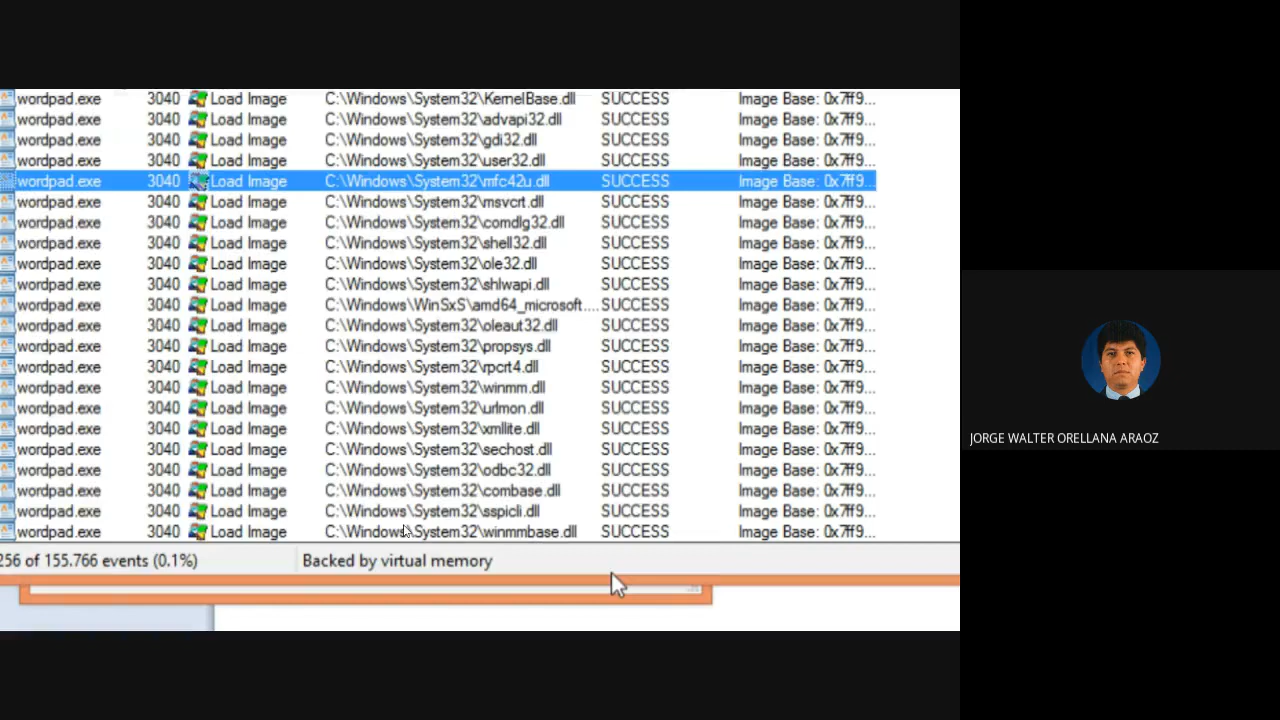 wordpad.exe 3040 Load Image C:\Windows\System32\KernelBase.dll SUCCESS Image Base: 0x7ff9...
wordpad.exe 3040 Load Image C:\Windows\System32\advapi32.dll SUCCESS Image Base: 0x7ff9...
wordpad.exe 3040 Load Image C:\Windows\System32\gdi32.dll SUCCESS Image Base: 0x7ff9...
wordpad.exe 3040 Load Image C:\Windows\System32\user32.dll SUCCESS Image Base: 0x7ff9...
wordpad.exe 3040 Load Image C:\Windows\System32\mfc42u.dll SUCCESS Image Base: 0x7ff9...
wordpad.exe 3040 Load Image C:\Windows\System32\msvcrt.dll SUCCESS Image Base: 0x7ff9...
wordpad.exe 3040 Load Image C:\Windows\System32\comdlg32.dll SUCCESS Image Base: 0x7ff9...
wordpad.exe 3040 Load Image C:\Windows\System32\shell32.dll SUCCESS Image Base: 0x7ff9...
wordpad.exe 3040 Load Image C:\Windows\System32\ole32.dll SUCCESS Image Base: 0x7ff9...
wordpad.exe 3040 Load Image C:\Windows\System32\shlwapi.dll SUCCESS Image Base: 0x7ff9...
wordpad.exe 3040 Load Image C:\Windows\WinSxS\amd64_microsoft.... SUCCESS Image Base: 0x7ff9...
wordpad.exe 3040 Load Image C:\Windows\System32\oleaut32.dll SUCCESS Image Base: 0x7ff9...
wordpad.exe 3040 Load Image C:\Windows\System32\propsys.dll SUCCESS Image Base: 0x7ff9...
wordpad.exe 3040 Load Image C:\Windows\System32\rpcrt4.dll SUCCESS Image Base: 0x7ff9...
wordpad.exe 3040 Load Image C:\Windows\System32\winmm.dll SUCCESS Image Base: 0x7ff9...
wordpad.exe 3040 Load Image C:\Windows\System32\urlmon.dll SUCCESS Image Base: 0x7ff9...
wordpad.exe 3040 Load Image C:\Windows\System32\xmllite.dll SUCCESS Image Base: 0x7ff9...
wordpad.exe 3040 Load Image C:\Windows\System32\sechost.dll SUCCESS Image Base: 0x7ff9...
wordpad.exe 3040 Load Image C:\Windows\System32\odbc32.dll SUCCESS Image Base: 0x7ff9...
wordpad.exe 3040 Load Image C:\Windows\System32\combase.dll SUCCESS Image Base: 0x7ff9...
wordpad.exe 3040 Load Image C:\Windows\System32\sspicli.dll SUCCESS Image Base: 0x7ff9...
wordpad.exe 3040 Load Image C:\Windows\System32\winmmbase.dll SUCCESS Image Base: 0x7ff9...
256 of 155.766 events (0.1%) Backed by virtual memory
JORGE WALTER ORELLANA ARAOZ